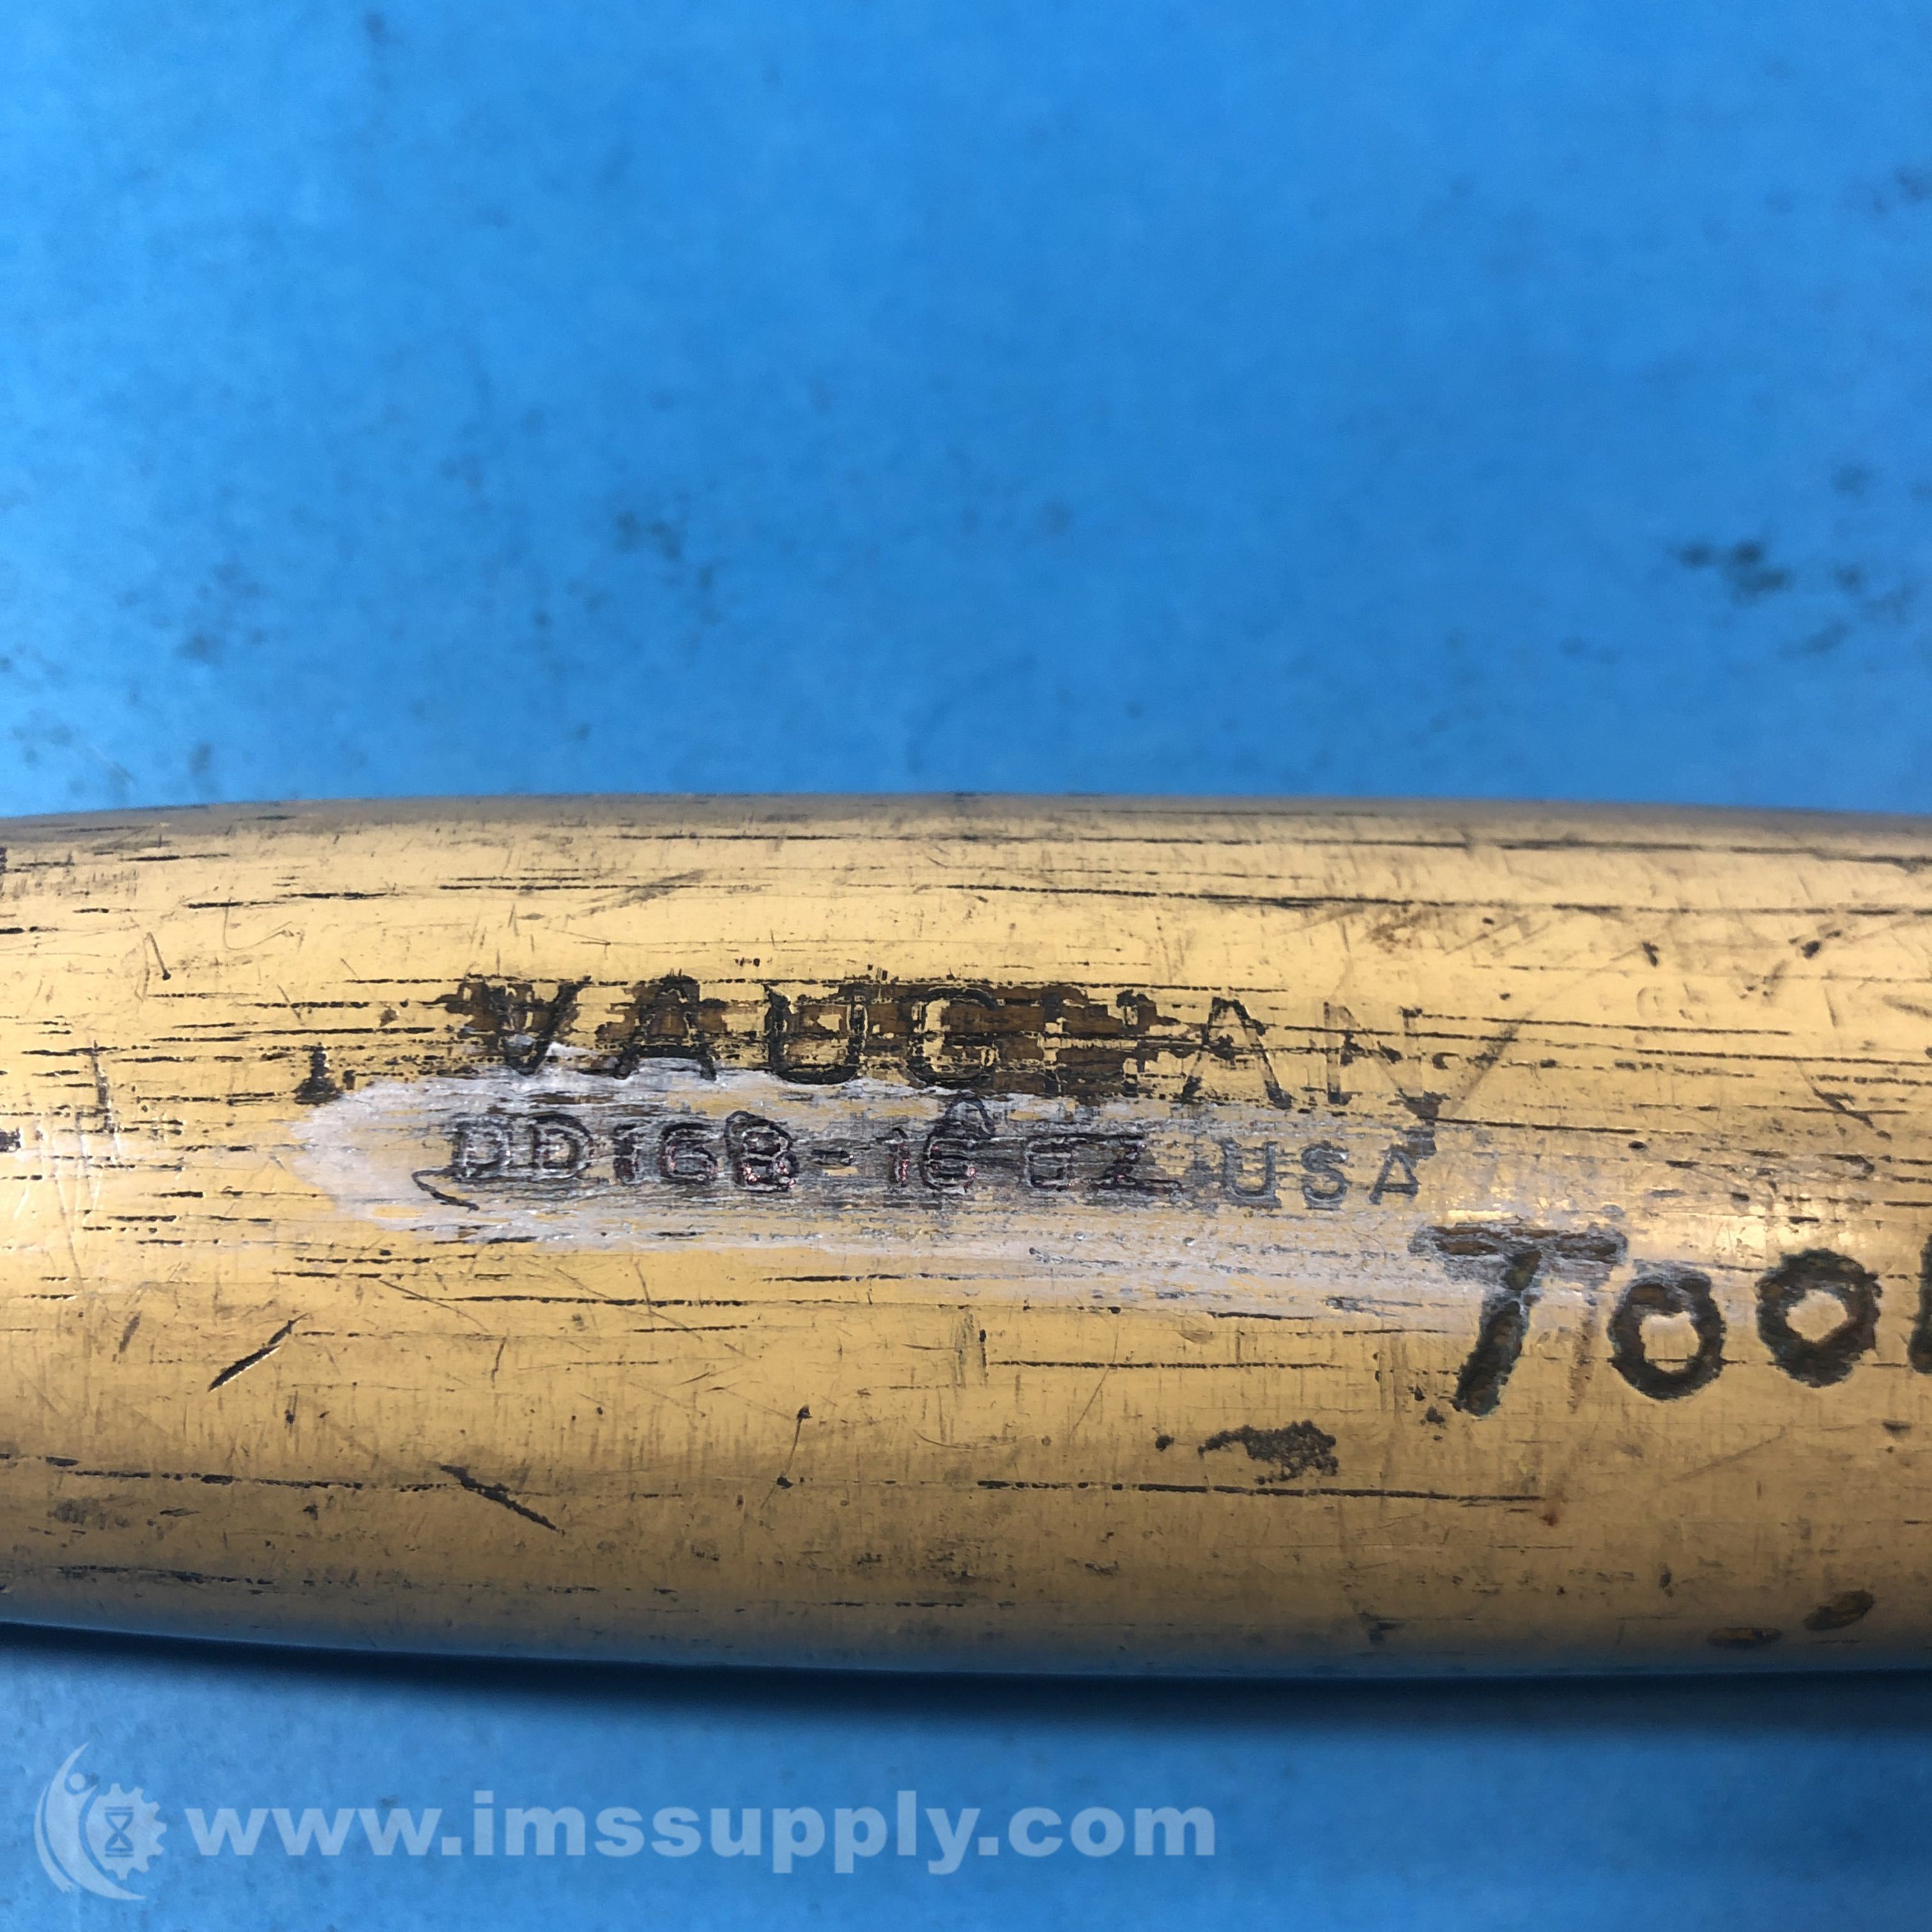 VAUGHAN
DD16B-16 OZ USA
TOOL
www.imssupply.com